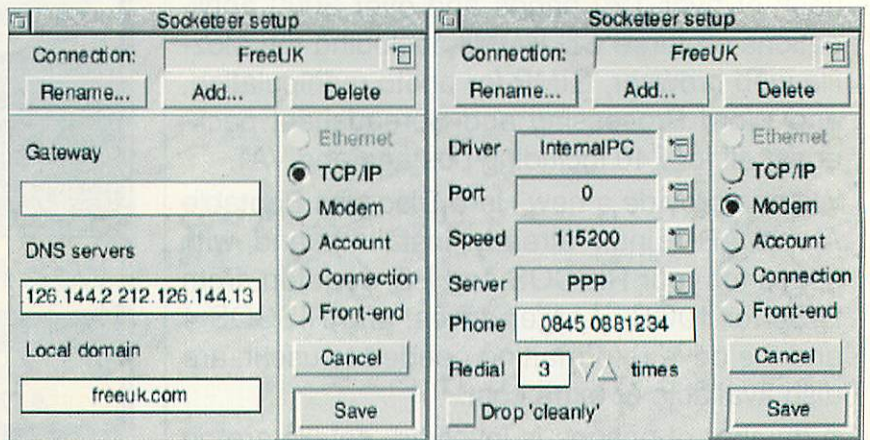 Socketeer setup
Connection: FreeUK
Rename... Add... Delete
Gateway
DNS servers
126.144.2 212.126.144.13
Local domain
freeuk.com
Ethernet
TCP/IP
Modem
Account
Connection
Front-end
Cancel
Save
Socketeer setup
Connection: FreeUK
Rename... Add... Delete
Driver InternalPC
Port 0
Speed 115200
Server PPP
Phone 0845 0881234
Redial 3 times
Drop 'cleanly'
Ethernet
TCP/IP
Modem
Account
Connection
Front-end
Cancel
Save